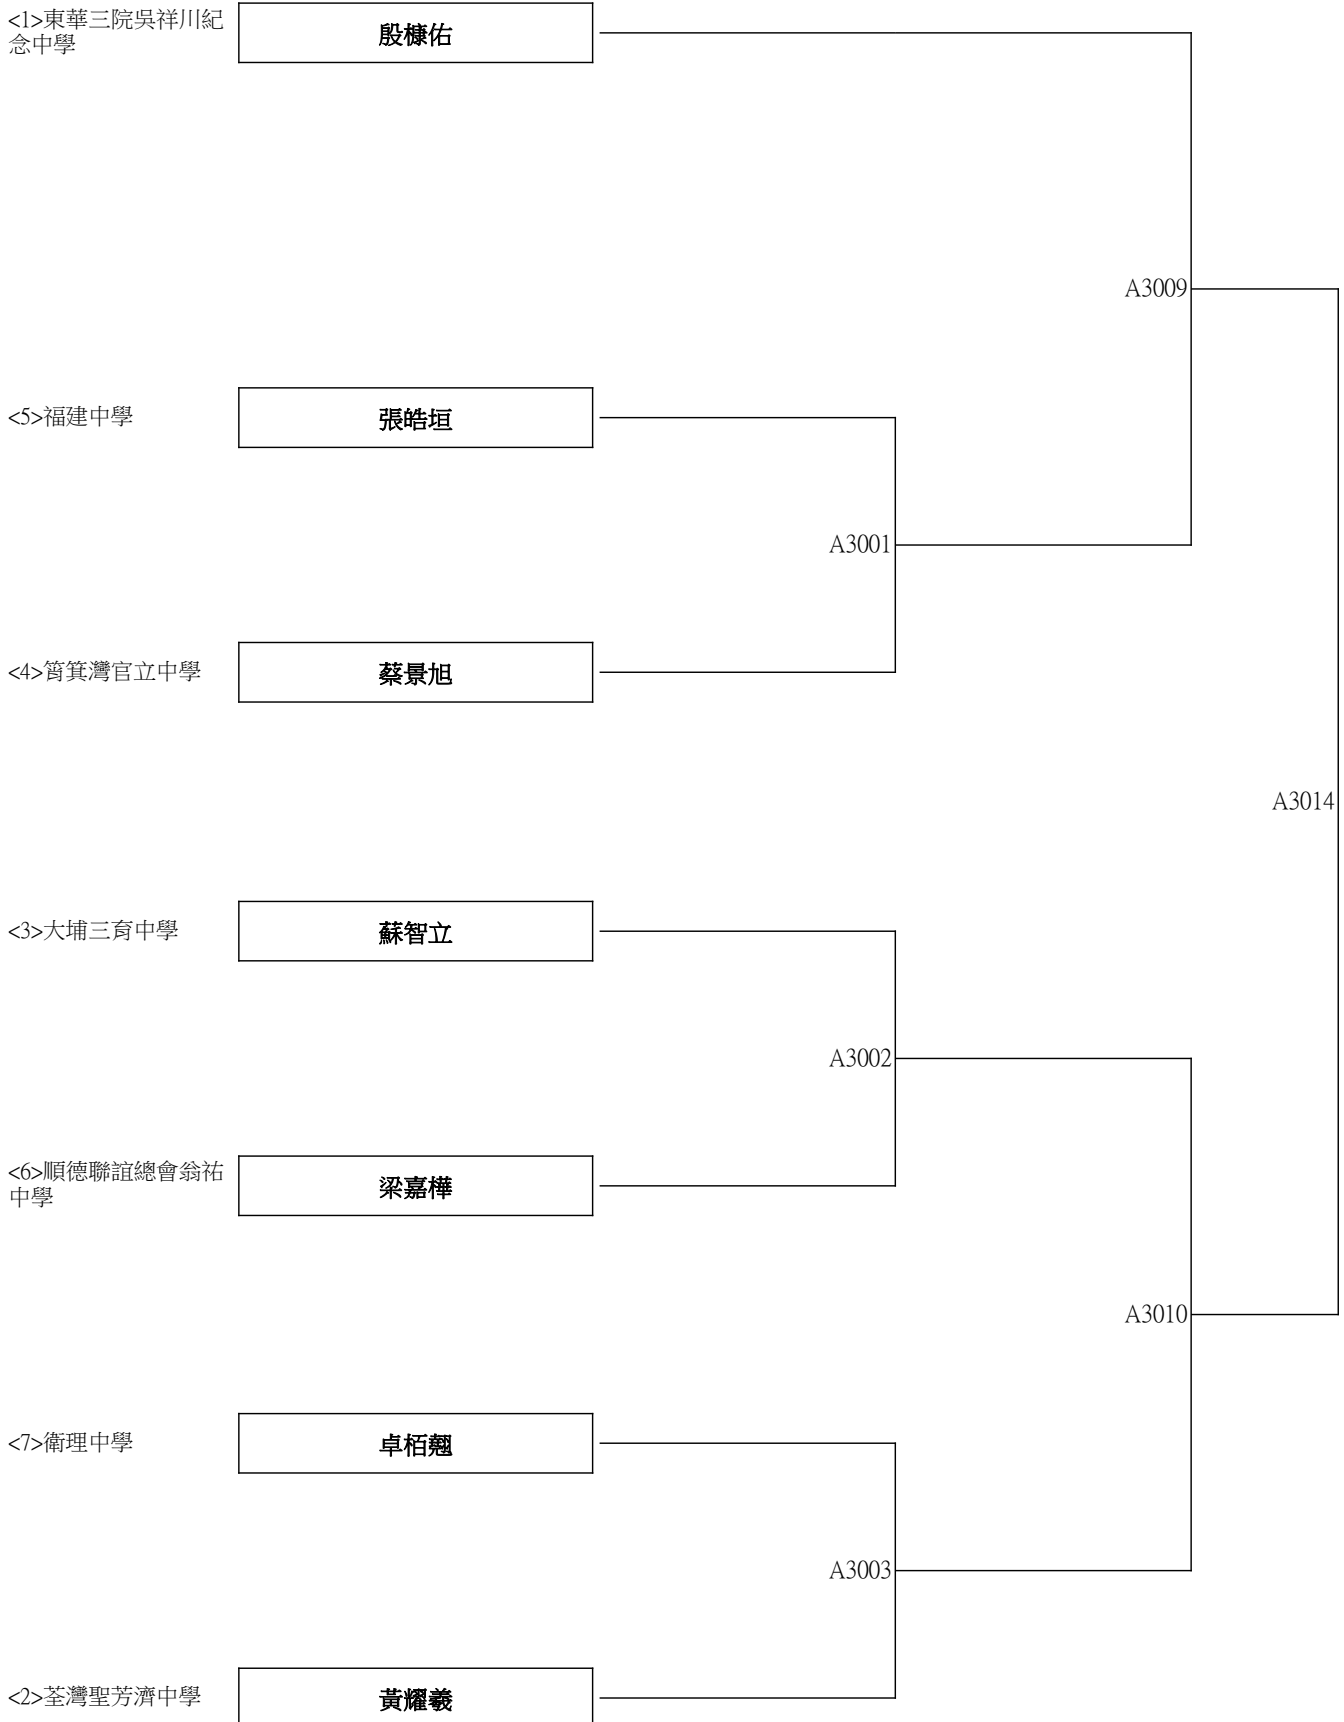 <1>東華三院吳祥川紀
念中學
殷槺佑
A3009
<5>福建中學
張皓垣
A3001
<4>筲箕灣官立中學
蔡景旭
A3014
<3>大埔三育中學
蘇智立
A3002
<6>順德聯誼總會翁祐
中學
梁嘉樺
A3010
<7>衛理中學
卓栢翹
A3003
<2>荃灣聖芳濟中學
黃耀羲